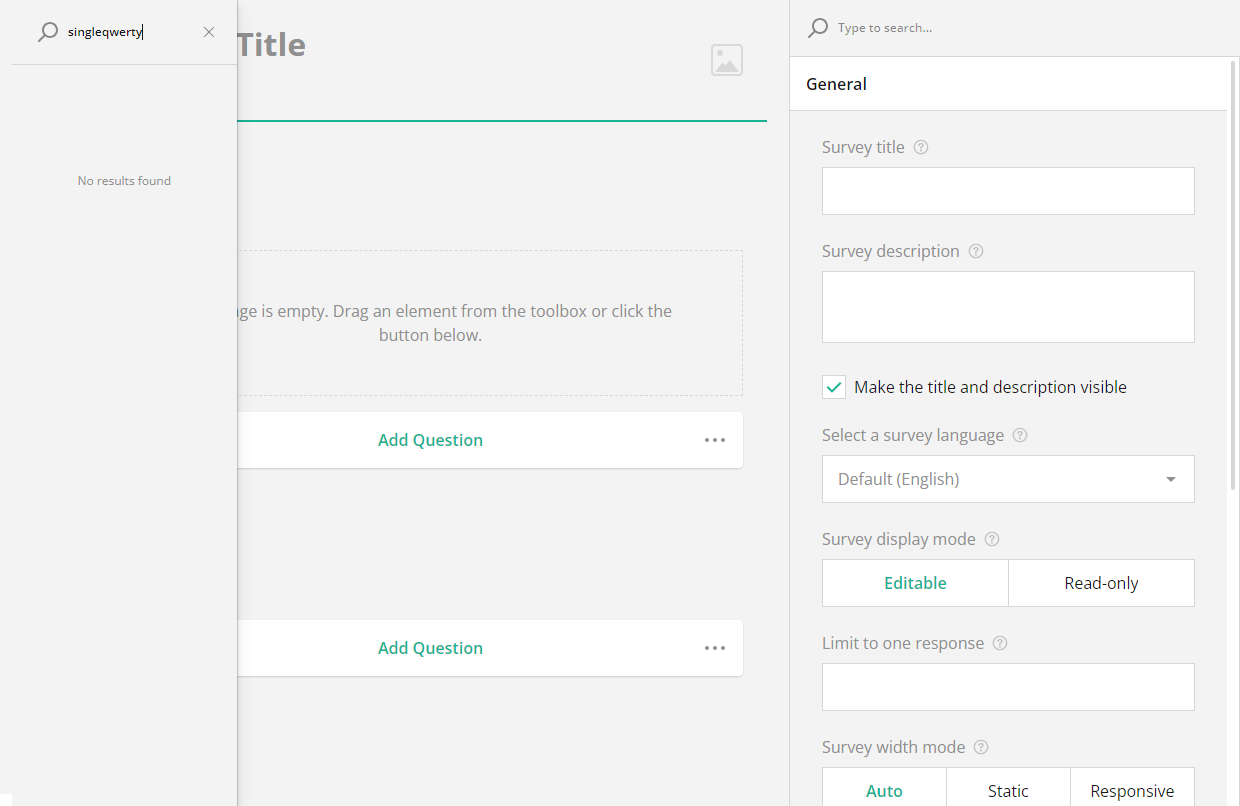 singleqwerty
No results found
Title
ge is empty. Drag an element from the toolbox or click the
button below.
Add Question
Add Question
Type to search...
General
Survey title
Survey description
Make the title and description visible
Select a survey language
Default (English)
Survey display mode
Editable
Read-only
Limit to one response
Survey width mode
Auto
Static
Responsive